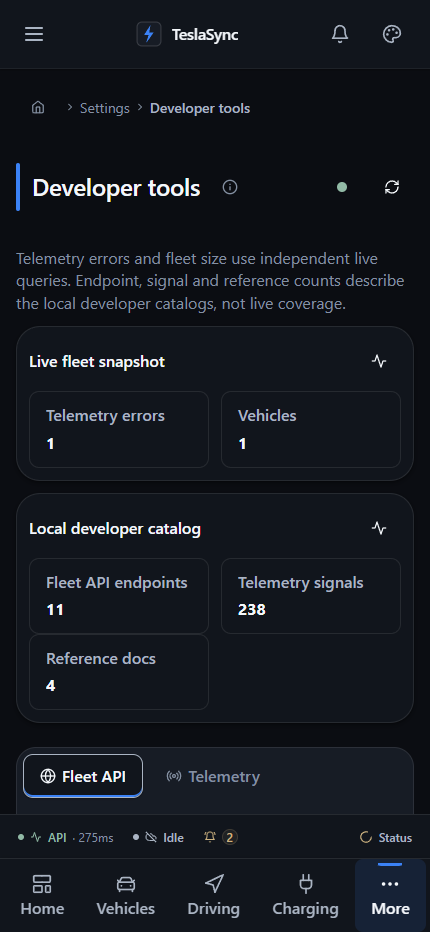 TeslaSync
Settings
Developer tools
Developer tools
Telemetry errors and fleet size use independent live
queries. Endpoint, signal and reference counts describe
the local developer catalogs, not live coverage.
Live fleet snapshot
Telemetry errors
1
Vehicles
1
Local developer catalog
Fleet API endpoints
11
Telemetry signals
238
Reference docs
4
Fleet API
Telemetry
API · 275ms
Idle
2
Status
Home
Vehicles
Driving
Charging
More